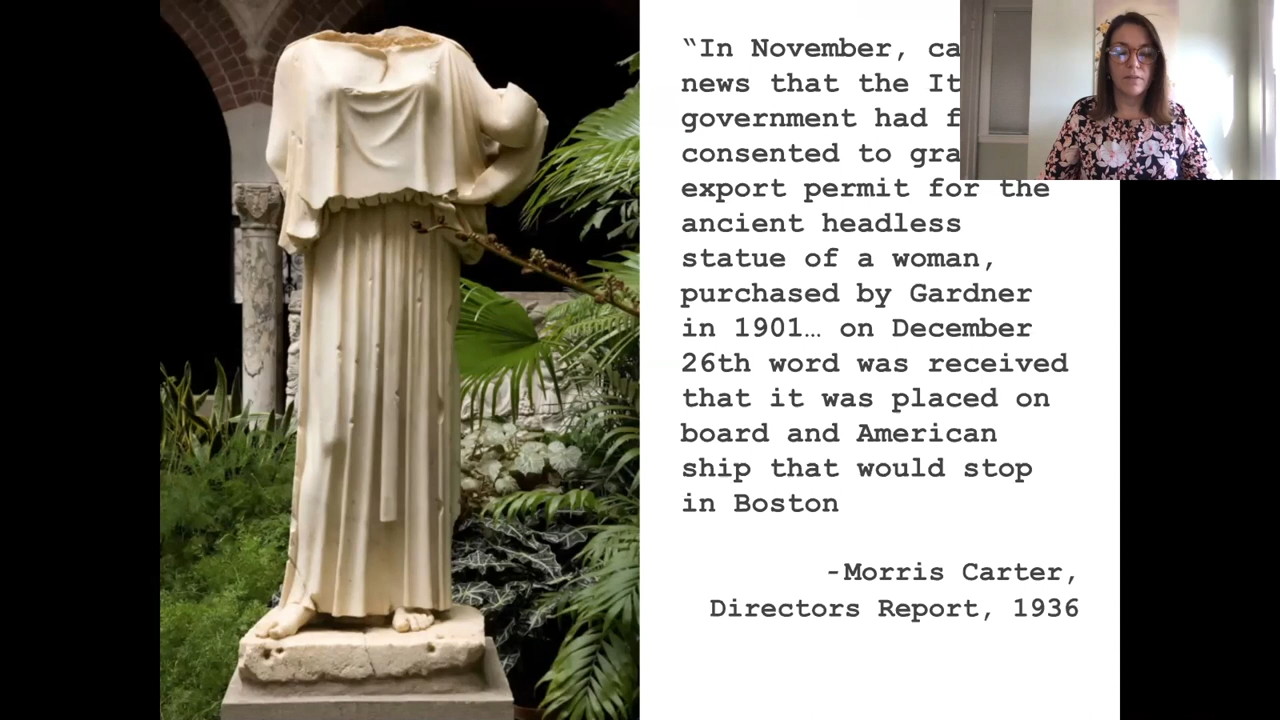 “In November, ca
news that the It
government had f
consented to gra
export permit for the
ancient headless
statue of a woman,
purchased by Gardner
in 1901… on December
26th word was received
that it was placed on
board and American
ship that would stop
in Boston
-Morris Carter,
Directors Report, 1936